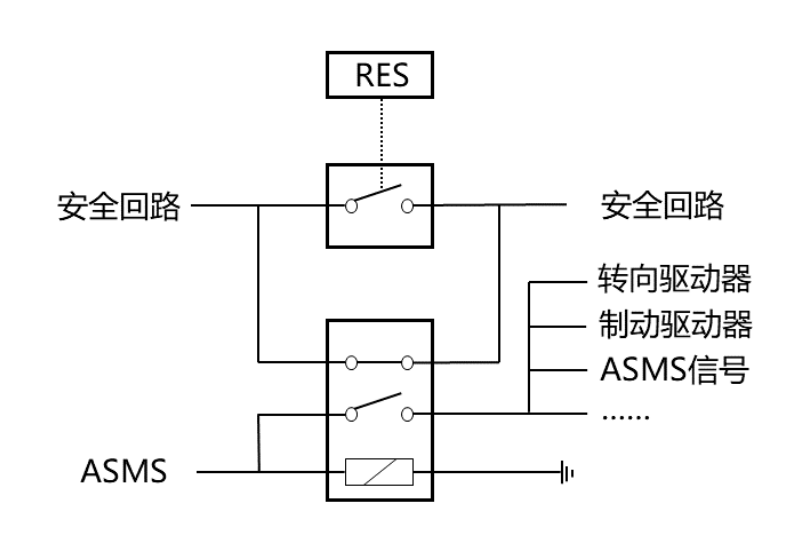 RES
安全回路
安全回路
转向驱动器
制动驱动器
ASMS信号
......
ASMS